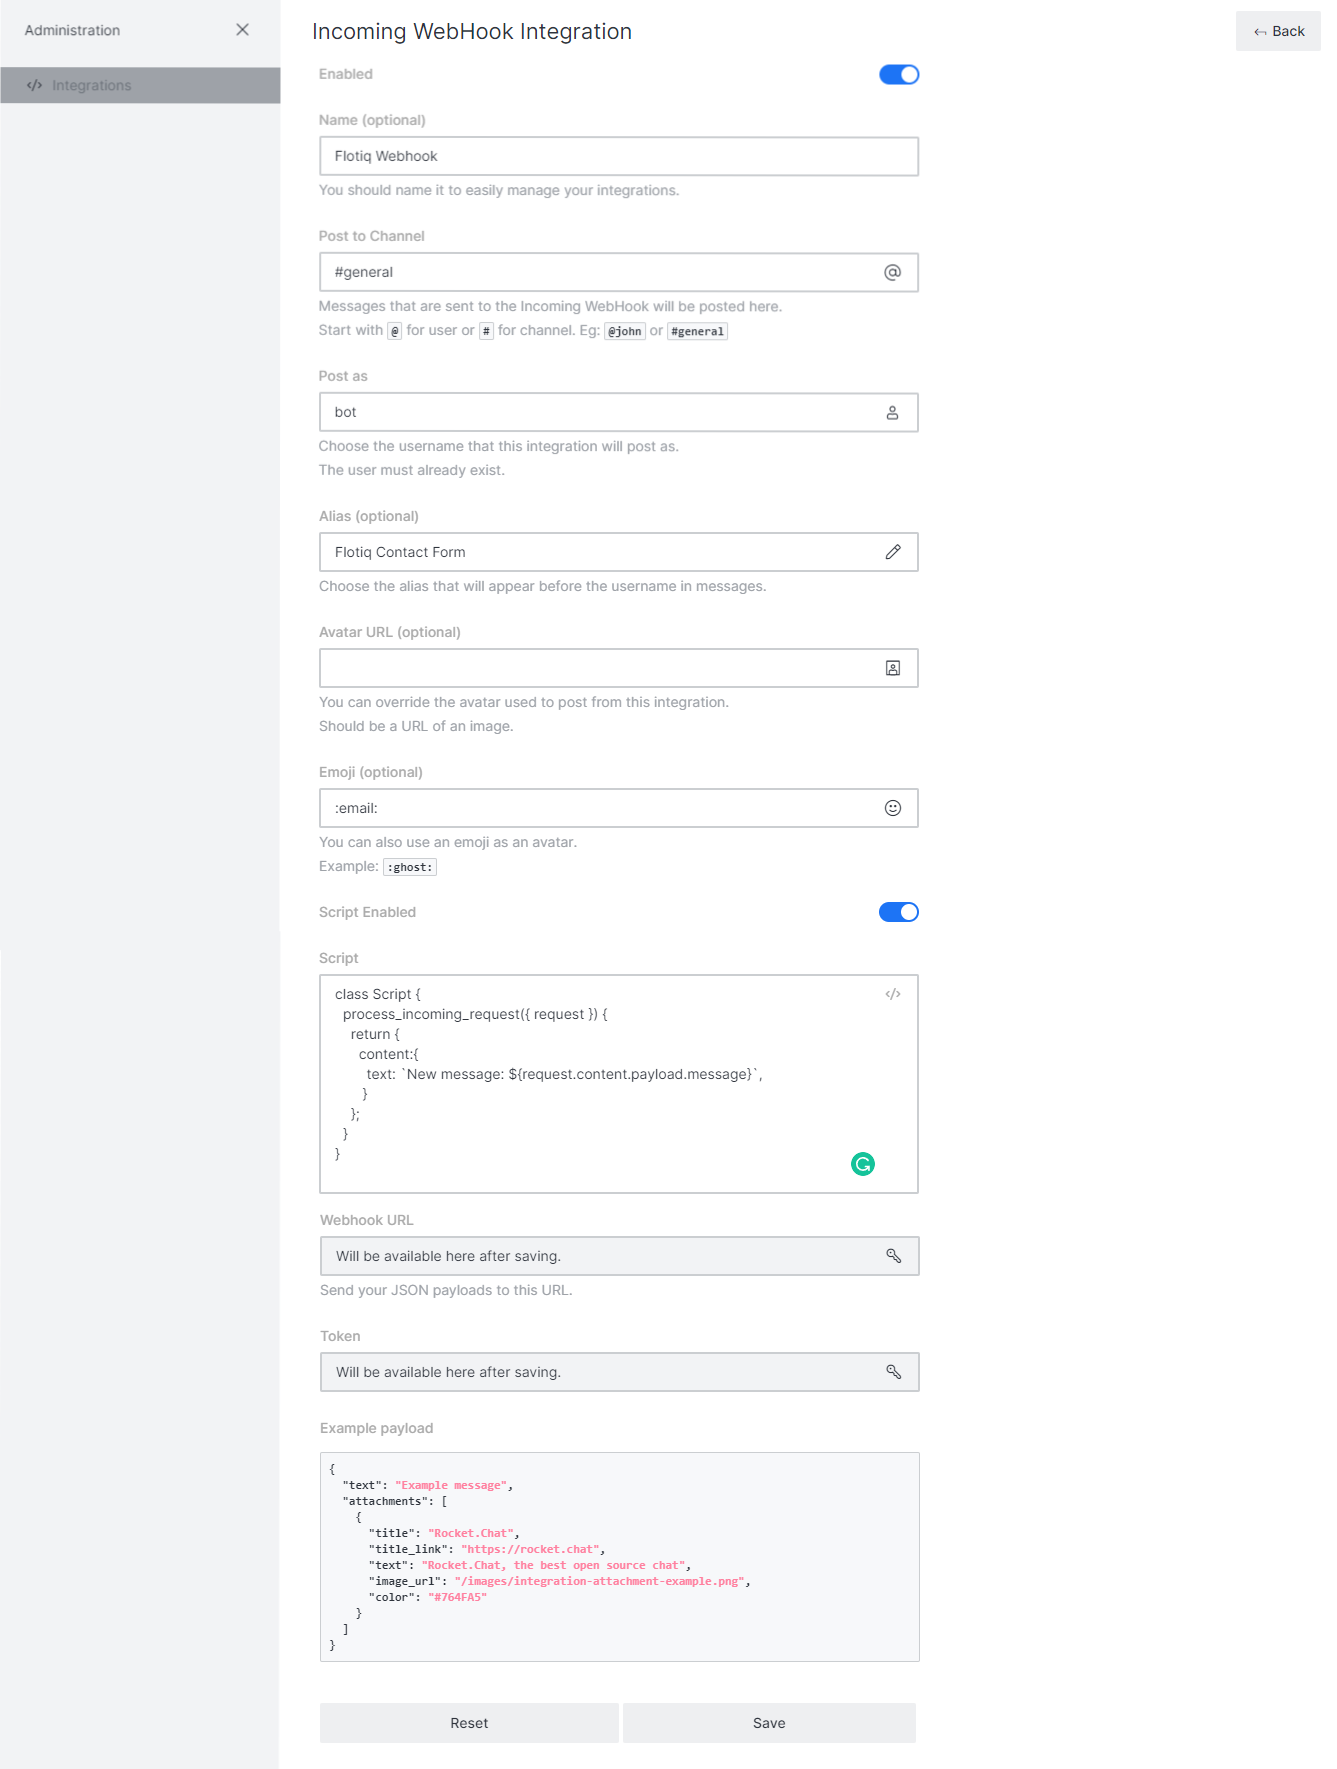 Administration
Incoming WebHook Integration
Back
Integrations
Enabled
Name (optional)
Flotiq Webhook
You should name it to easily manage your integrations.
Post to Channel
#general
Messages that are sent to the Incoming WebHook will be posted here.
Start with @ for user or # for channel. Eg: @john or #general
Post as
bot
Choose the username that this integration will post as.
The user must already exist.
Alias (optional)
Flotiq Contact Form
Choose the alias that will appear before the username in messages.
Avatar URL (optional)
You can override the avatar used to post from this integration.
Should be a URL of an image.
Emoji (optional)
:email:
You can also use an emoji as an avatar.
Example: :ghost:
Script Enabled
Script
class Script {
process_incoming_request({ request }) {
return {
content:{
text: `New message: ${request.content.payload.message}`,
}
};
}
}
Webhook URL
Will be available here after saving.
Send your JSON payloads to this URL.
Token
Will be available here after saving.
Example payload
{
"text": "Example message",
"attachments": [
{
"title": "Rocket.Chat",
"title_link": "https://rocket.chat",
"text": "Rocket.Chat, the best open source chat",
"image_url": "/images/integration-attachment-example.png",
"color": "#764FA5"
}
]
}
Reset
Save